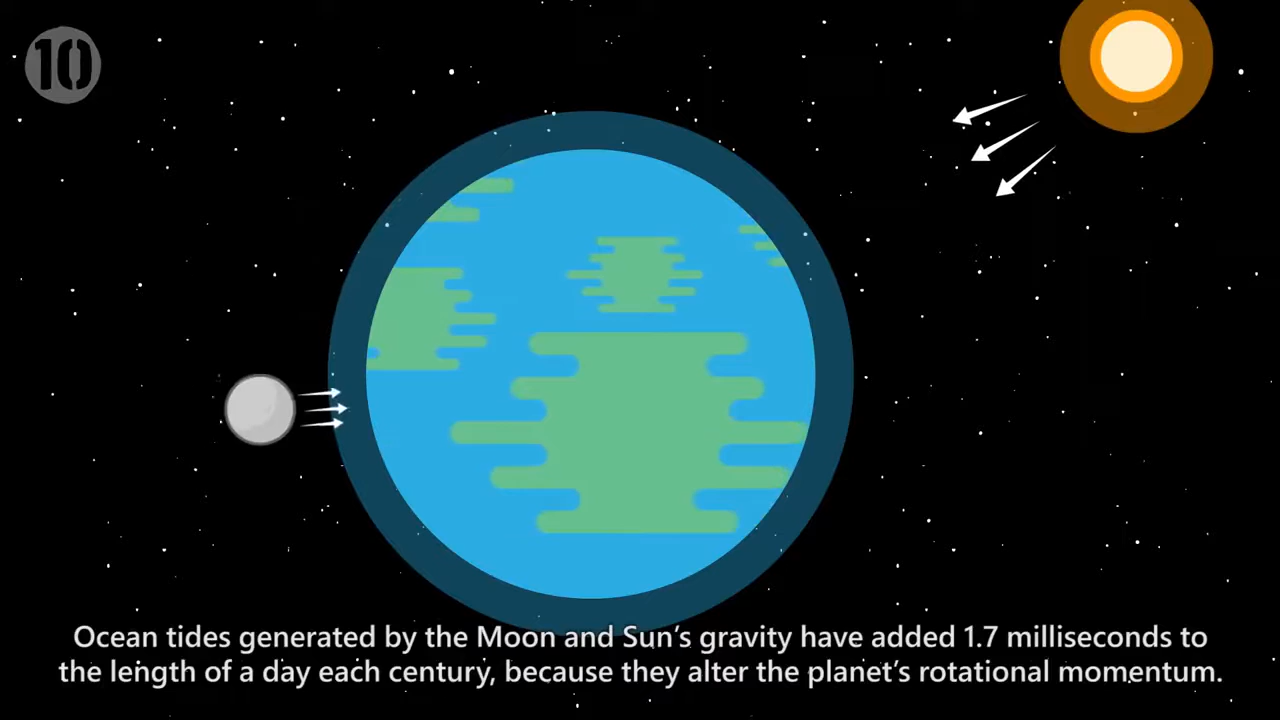 10
Ocean tides generated by the Moon and Sun's gravity have added 1.7 milliseconds to
the length of a day each century, because they alter the planet's rotational momentum.